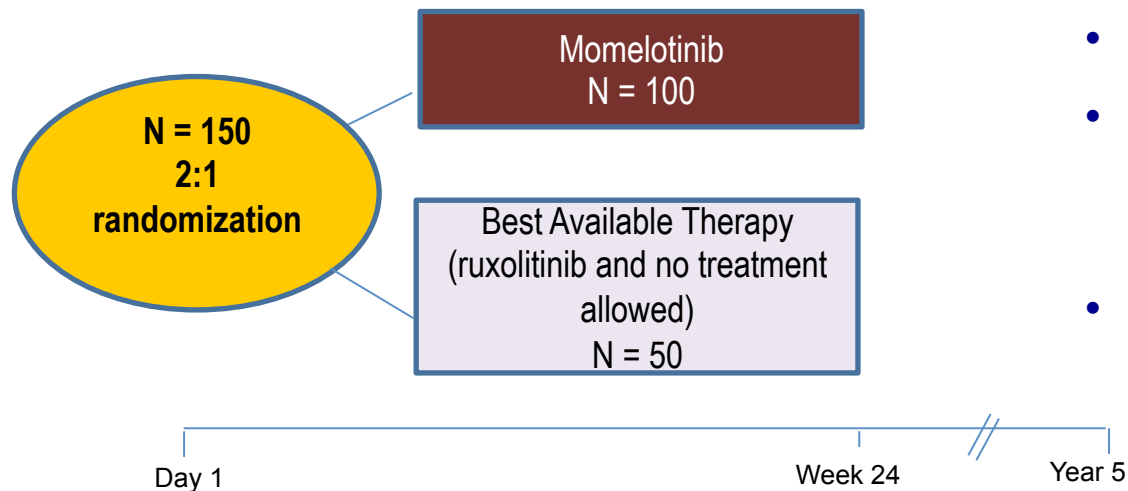 N = 150
2:1
randomization
Momelotinib
N = 100
Best Available Therapy
(ruxolitinib and no treatment
allowed)
N = 50
Day 1
Week 24
Year 5